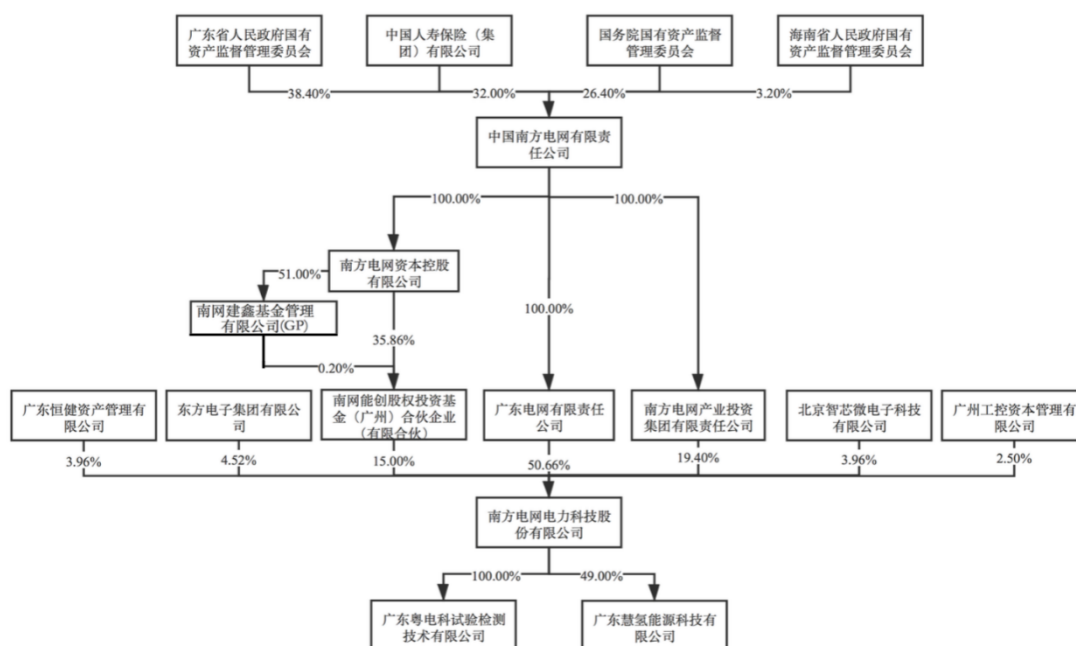 广东省人民政府国有
资产监督管理委员会
中国人寿保险（集
团）有限公司
国务院国有资产监督
管理委员会
海南省人民政府国有
资产监督管理委员会
38.40%
32.00%
26.40%
3.20%
中国南方电网有限责
任公司
100.00%
100.00%
南方电网资本控股
有限公司
51.00%
南网建鑫基金管理
有限公司(GP)
100.00%
35.86%
0.20%
广东恒健资产管理有
限公司
东方电子集团有限公
司
南网能创股权投资基
金（广州）合伙企业
（有限合伙）
广东电网有限责任
公司
南方电网产业投资
集团有限责任公司
北京智芯微电子科技
有限公司
广州工控资本管理有
限公司
3.96%
4.52%
15.00%
50.66%
19.40%
3.96%
2.50%
南方电网电力科技股
份有限公司
100.00%
49.00%
广东粤电科试验检测
技术有限公司
广东慧氢能源科技有
限公司